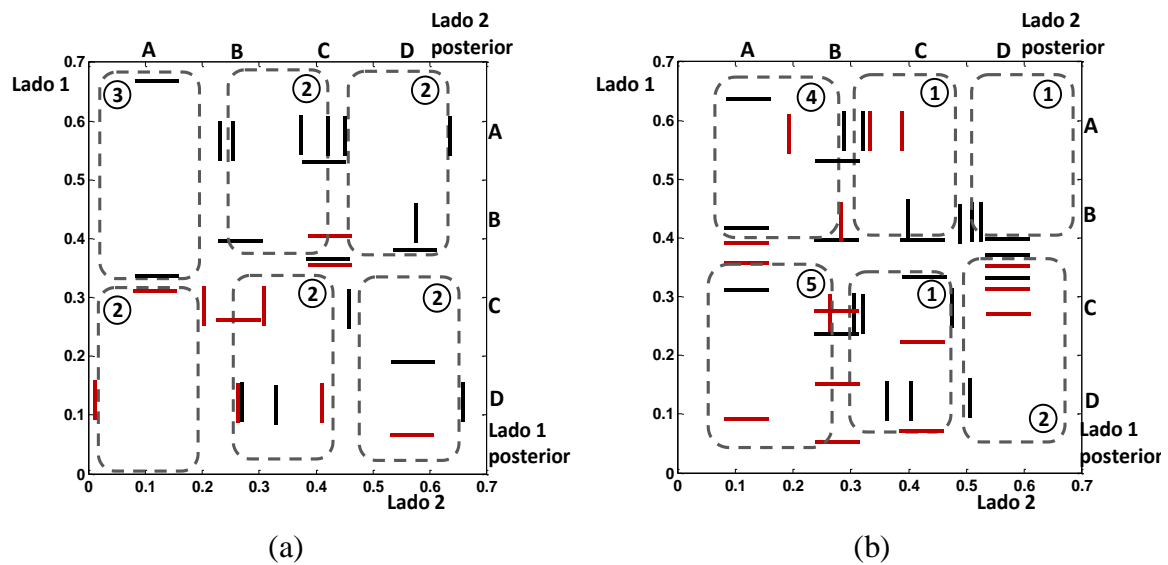 Lado 2
A B C D posterior
0.7
Lado 1
3 2 2
0.6
A
0.5
B
0.4
0.3
2 2 2
C
0.2
0.1
D
Lado 1
posterior
0
0 0.1 0.2 0.3 0.4 0.5 0.6 0.7
Lado 2
(a)
Lado 2
A B C D posterior
0.7
Lado 1
4 1 1
0.6
A
0.5
B
0.4
0.3
5 1
C
0.2
0.1
D
2
Lado 1
posterior
0
0 0.1 0.2 0.3 0.4 0.5 0.6 0.7
Lado 2
(b)